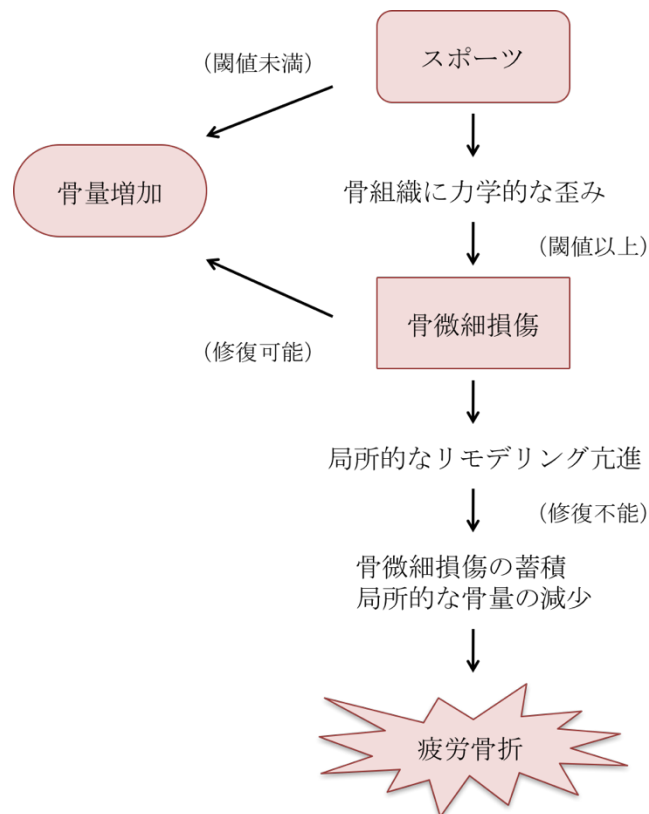 スポーツ
（閾値未満）
骨量増加
骨組織に力学的な歪み
（閾値以上）
骨微細損傷
（修復可能）
局所的なリモデリング亢進
（修復不能）
骨微細損傷の蓄積
局所的な骨量の減少
疲労骨折